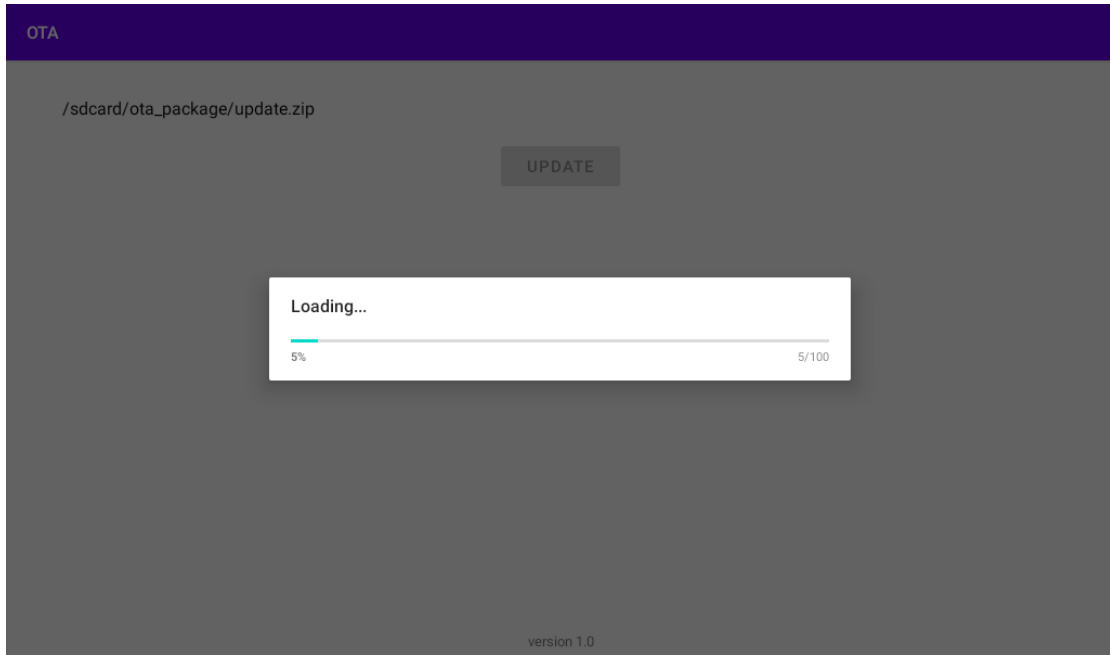 OTA
/sdcard/ota_package/update.zip
UPDATE
Loading...
5%
5/100
version 1.0